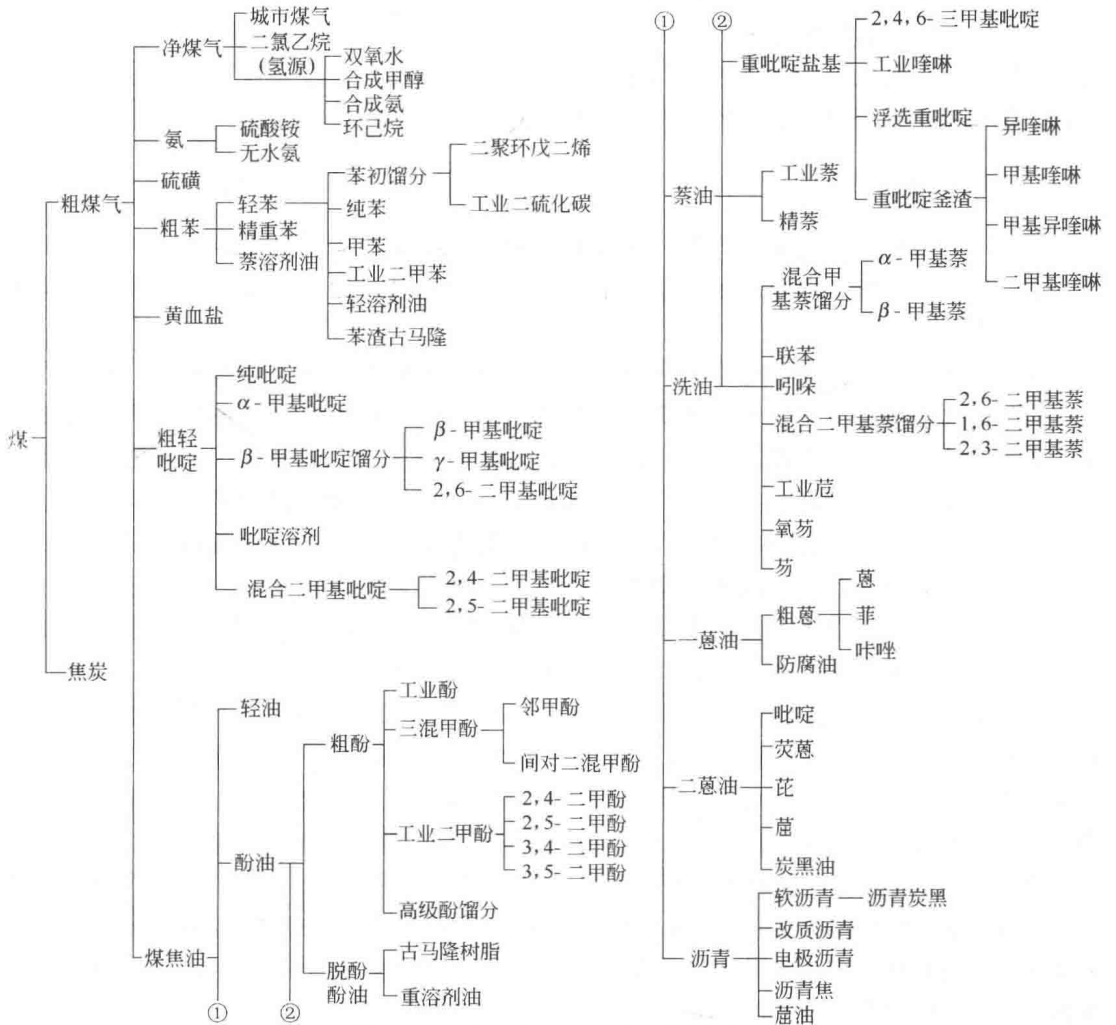 煤
粗煤气
净煤气
城市煤气
二氯乙烷
(氢源)
双氧水
合成甲醇
合成氨
环己烷
氨
硫酸铵
无水氨
硫磺
粗苯
轻苯
苯初馏分
二聚环戊二烯
工业二硫化碳
纯苯
甲苯
工业二甲苯
轻溶剂油
苯渣古马隆
精重苯
萘溶剂油
黄血盐
粗轻
吡啶
纯吡啶
α-甲基吡啶
β-甲基吡啶馏分
β-甲基吡啶
γ-甲基吡啶
2,6-二甲基吡啶
吡啶溶剂
混合二甲基吡啶
2,4-二甲基吡啶
2,5-二甲基吡啶
煤焦油
轻油
酚油
粗酚
工业酚
三混甲酚
邻甲酚
间对二混甲酚
工业二甲酚
2,4-二甲酚
2,5-二甲酚
3,4-二甲酚
3,5-二甲酚
高级酚馏分
脱酚
酚油
古马隆树脂
重溶剂油
①
②
焦炭
①
②
重吡啶盐基
2,4,6-三甲基吡啶
工业喹啉
浮选重吡啶
重吡啶釜渣
异喹啉
甲基喹啉
甲基异喹啉
二甲基喹啉
萘油
工业萘
精萘
洗油
混合甲
基萘馏分
α-甲基萘
β-甲基萘
联苯
吲哚
混合二甲基萘馏分
2,6-二甲基萘
1,6-二甲基萘
2,3-二甲基萘
工业苊
氧芴
芴
一蒽油
粗蒽
蒽
菲
咔唑
防腐油
二蒽油
吡啶
荧蒽
芘
䓛
炭黑油
沥青
软沥青
沥青炭黑
改质沥青
电极沥青
沥青焦
䓛油